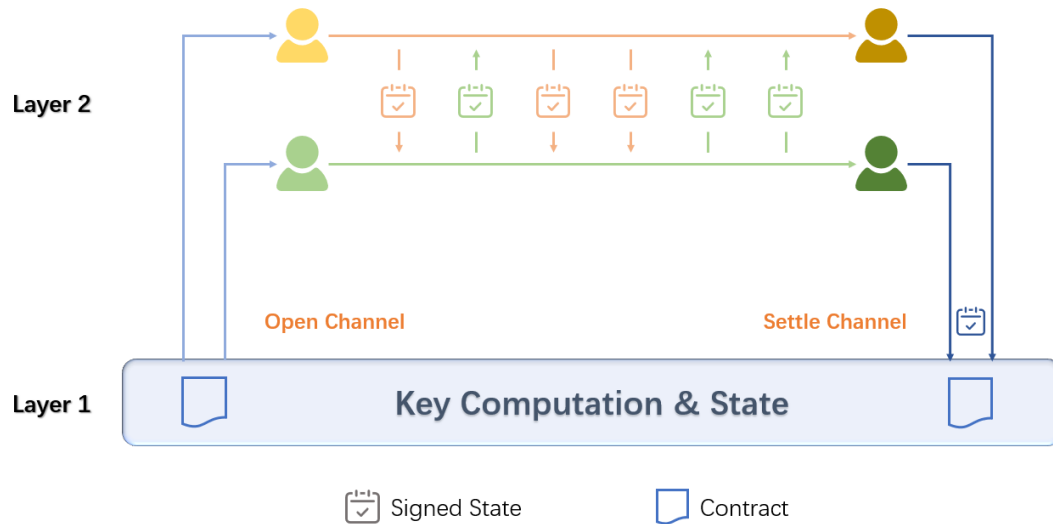 Layer 2
Open Channel
Settle Channel
Layer 1
Key Computation & State
Signed State
Contract